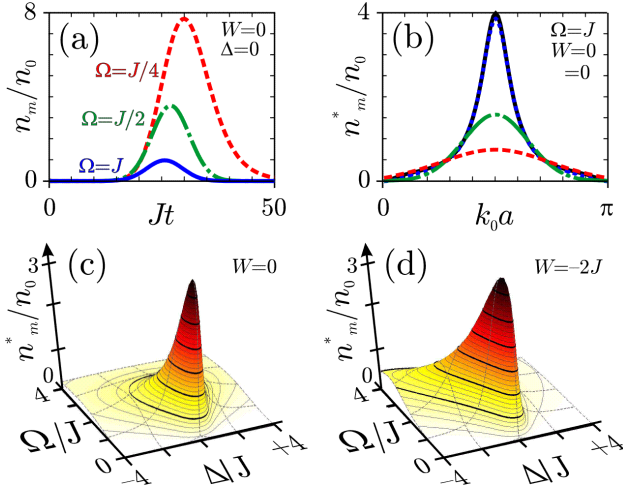 8
(a)
W=0
Δ=0
Ω=J/4
Ω=J/2
Ω=J
n_m/n_0
0
0
Jt
50
4
(b)
Ω=J
W=0
=0
n*_m/n_0
0
0
k_0a
π
3
(c)
W=0
n*_m/n_0
0
4
Ω/J
0
−4
Δ/J
+4
3
(d)
W=−2J
n*_m/n_0
0
4
Ω/J
0
−4
Δ/J
+4